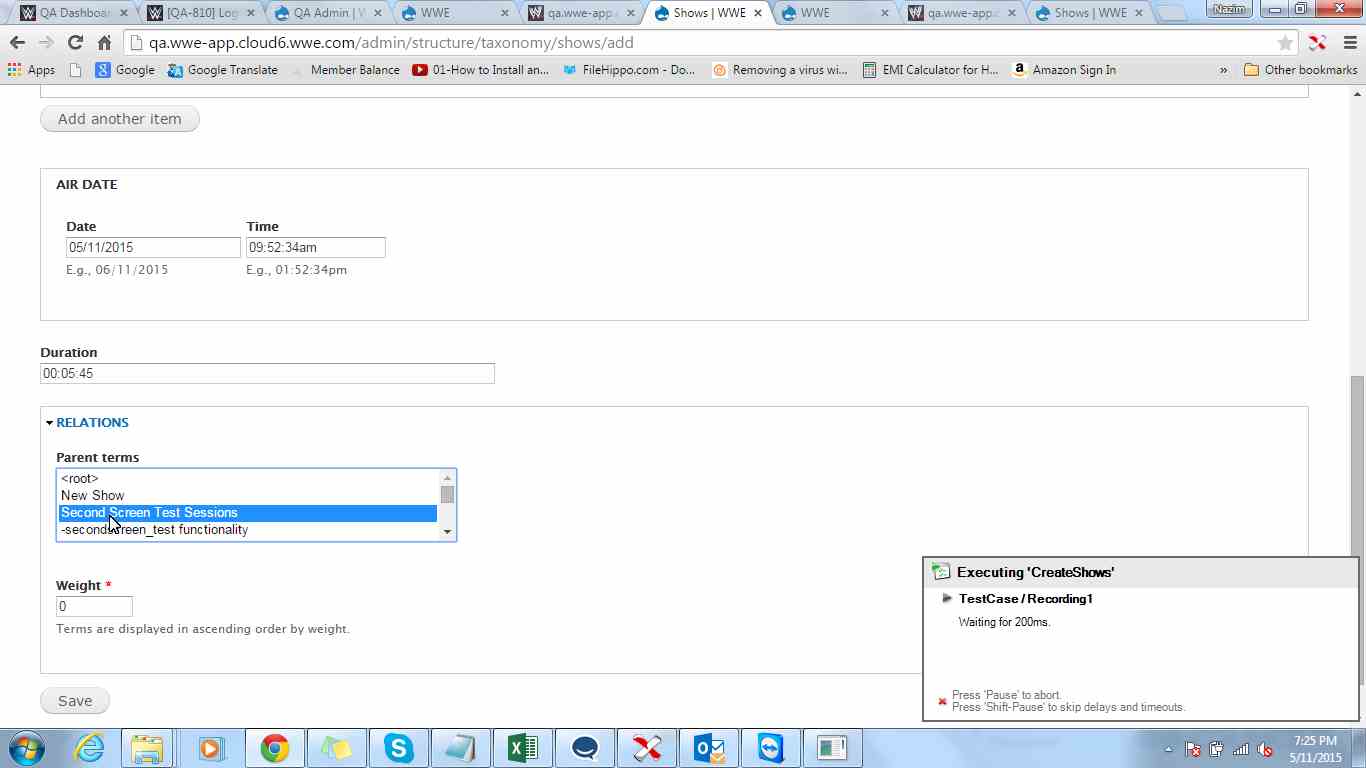 QA Dashboar
[QA-810] Log
QA Admin | W
WWE
qa.wwe-app.c
Shows | WWE
WWE
qa.wwe-app.c
Shows | WWE
Nazim
qa.wwe-app.cloud6.wwe.com/admin/structure/taxonomy/shows/add
Apps
Google
Google Translate
Member Balance
01-How to Install an...
FileHippo.com - Do...
Removing a virus wi...
EMI Calculator for H...
Amazon Sign In
»
Other bookmarks
Add another item
AIR DATE
Date
Time
05/11/2015
09:52:34am
E.g., 06/11/2015
E.g., 01:52:34pm
Duration
00:05:45
RELATIONS
Parent terms
<root>
New Show
Second Screen Test Sessions
-secondscreen_test functionality
Weight *
0
Terms are displayed in ascending order by weight.
Save
Executing 'CreateShows'
TestCase / Recording1
Waiting for 200ms.
Press 'Pause' to abort.
Press 'Shift-Pause' to skip delays and timeouts.
7:25 PM
5/11/2015